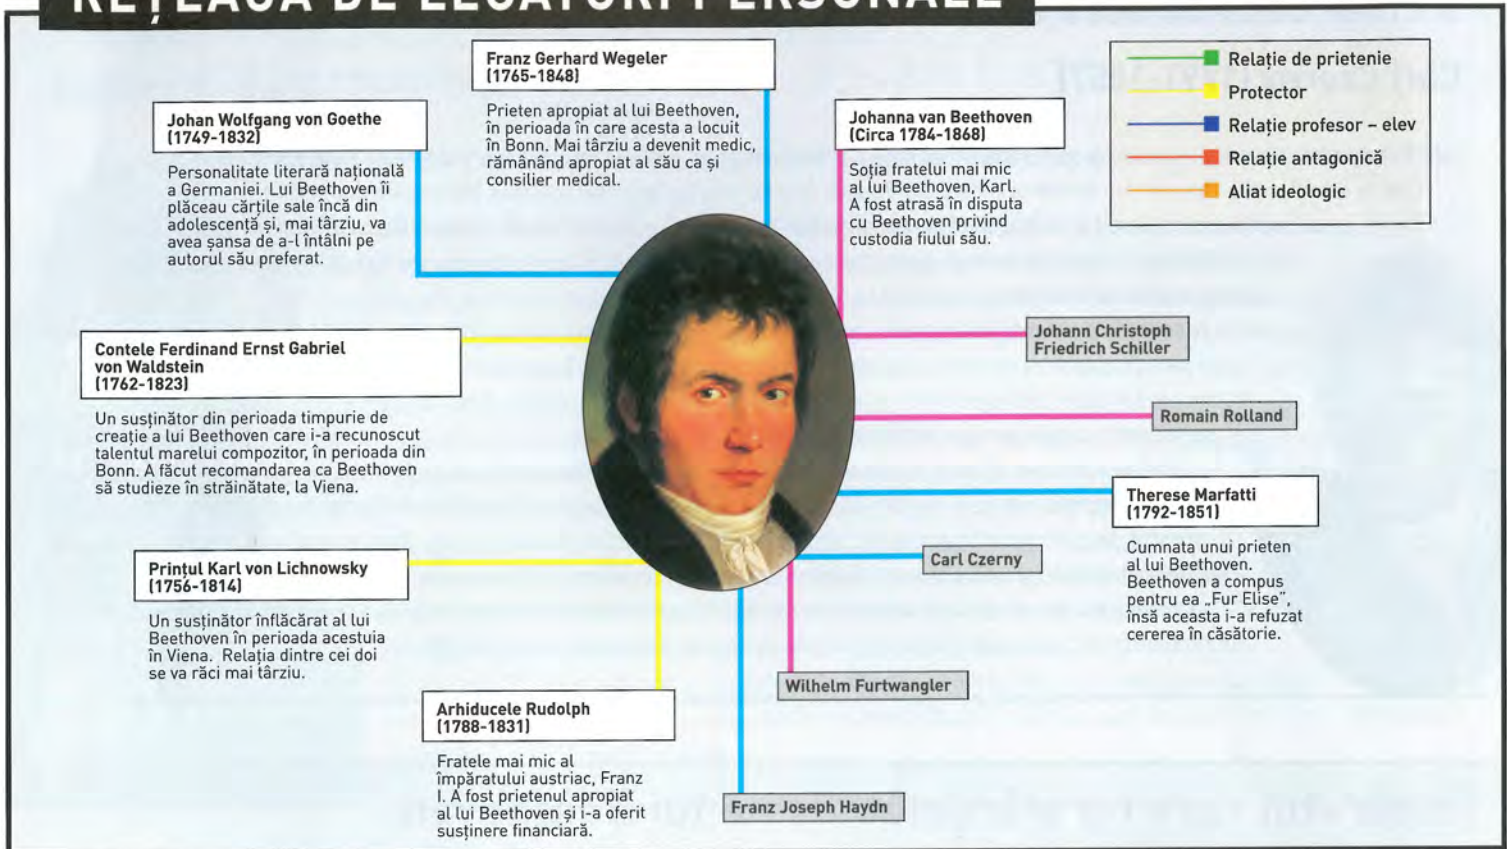 REȚEAUA DE LEGĂTURI PERSONALE
Franz Gerhard Wegeler
(1765-1848)
Prieten apropiat al lui Beethoven,
în perioada în care acesta a locuit
în Bonn. Mai târziu a devenit medic,
rămânând apropiat al său ca și
consilier medical.
Johan Wolfgang von Goethe
(1749-1832)
Personalitate literară națională
a Germaniei. Lui Beethoven îi
plăceau cărțile sale încă din
adolescență și, mai târziu, va
avea șansa de a-l întâlni pe
autorul său preferat.
Johanna van Beethoven
(Circa 1784-1868)
Soția fratelui mai mic
al lui Beethoven, Karl.
A fost atrasă în disputa
cu Beethoven privind
custodia fiului său.
Relație de prietenie
Protector
Relație profesor – elev
Relație antagonică
Aliat ideologic
Contele Ferdinand Ernst Gabriel
von Waldstein
(1762-1823)
Un susținător din perioada timpurie de
creație a lui Beethoven care i-a recunoscut
talentul marelui compozitor, în perioada din
Bonn. A făcut recomandarea ca Beethoven
să studieze în străinătate, la Viena.
Johann Christoph
Friedrich Schiller
Romain Rolland
Therese Marfatti
(1792-1851)
Cumnata unui prieten
al lui Beethoven.
Beethoven a compus
pentru ea „Fur Elise”,
însă aceasta i-a refuzat
cererea în căsătorie.
Carl Czerny
Prințul Karl von Lichnowsky
(1756-1814)
Un susținător înflăcărat al lui
Beethoven în perioada acestuia
în Viena. Relația dintre cei doi
se va răci mai târziu.
Wilhelm Furtwangler
Arhiducele Rudolph
(1788-1831)
Fratele mai mic al
împăratului austriac, Franz
I. A fost prietenul apropiat
al lui Beethoven și i-a oferit
susținere financiară.
Franz Joseph Haydn